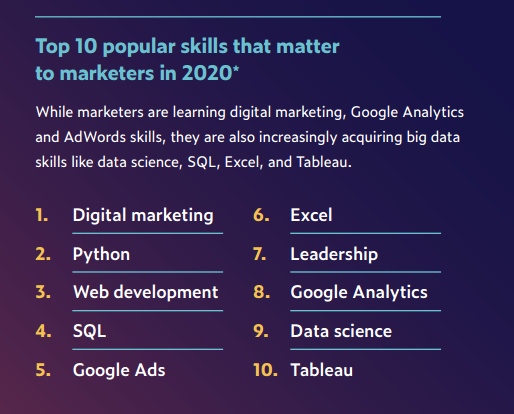 Top 10 popular skills that matter
to marketers in 2020*
While marketers are learning digital marketing, Google Analytics
and AdWords skills, they are also increasingly acquiring big data
skills like data science, SQL, Excel, and Tableau.
1. Digital marketing
2. Python
3. Web development
4. SQL
5. Google Ads
6. Excel
7. Leadership
8. Google Analytics
9. Data science
10. Tableau